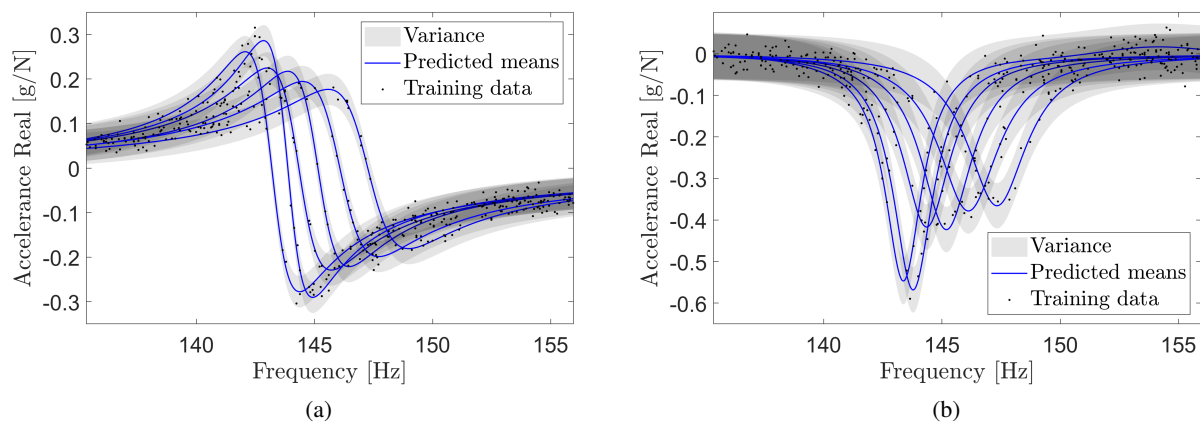 Accelerance Real [g/N]
0.3
0.2
0.1
0
-0.1
-0.2
-0.3
Variance
Predicted means
Training data
140
145
150
155
Frequency [Hz]
(a)
Accelerance Real [g/N]
0
-0.1
-0.2
-0.3
-0.4
-0.5
-0.6
Variance
Predicted means
Training data
140
145
150
155
Frequency [Hz]
(b)